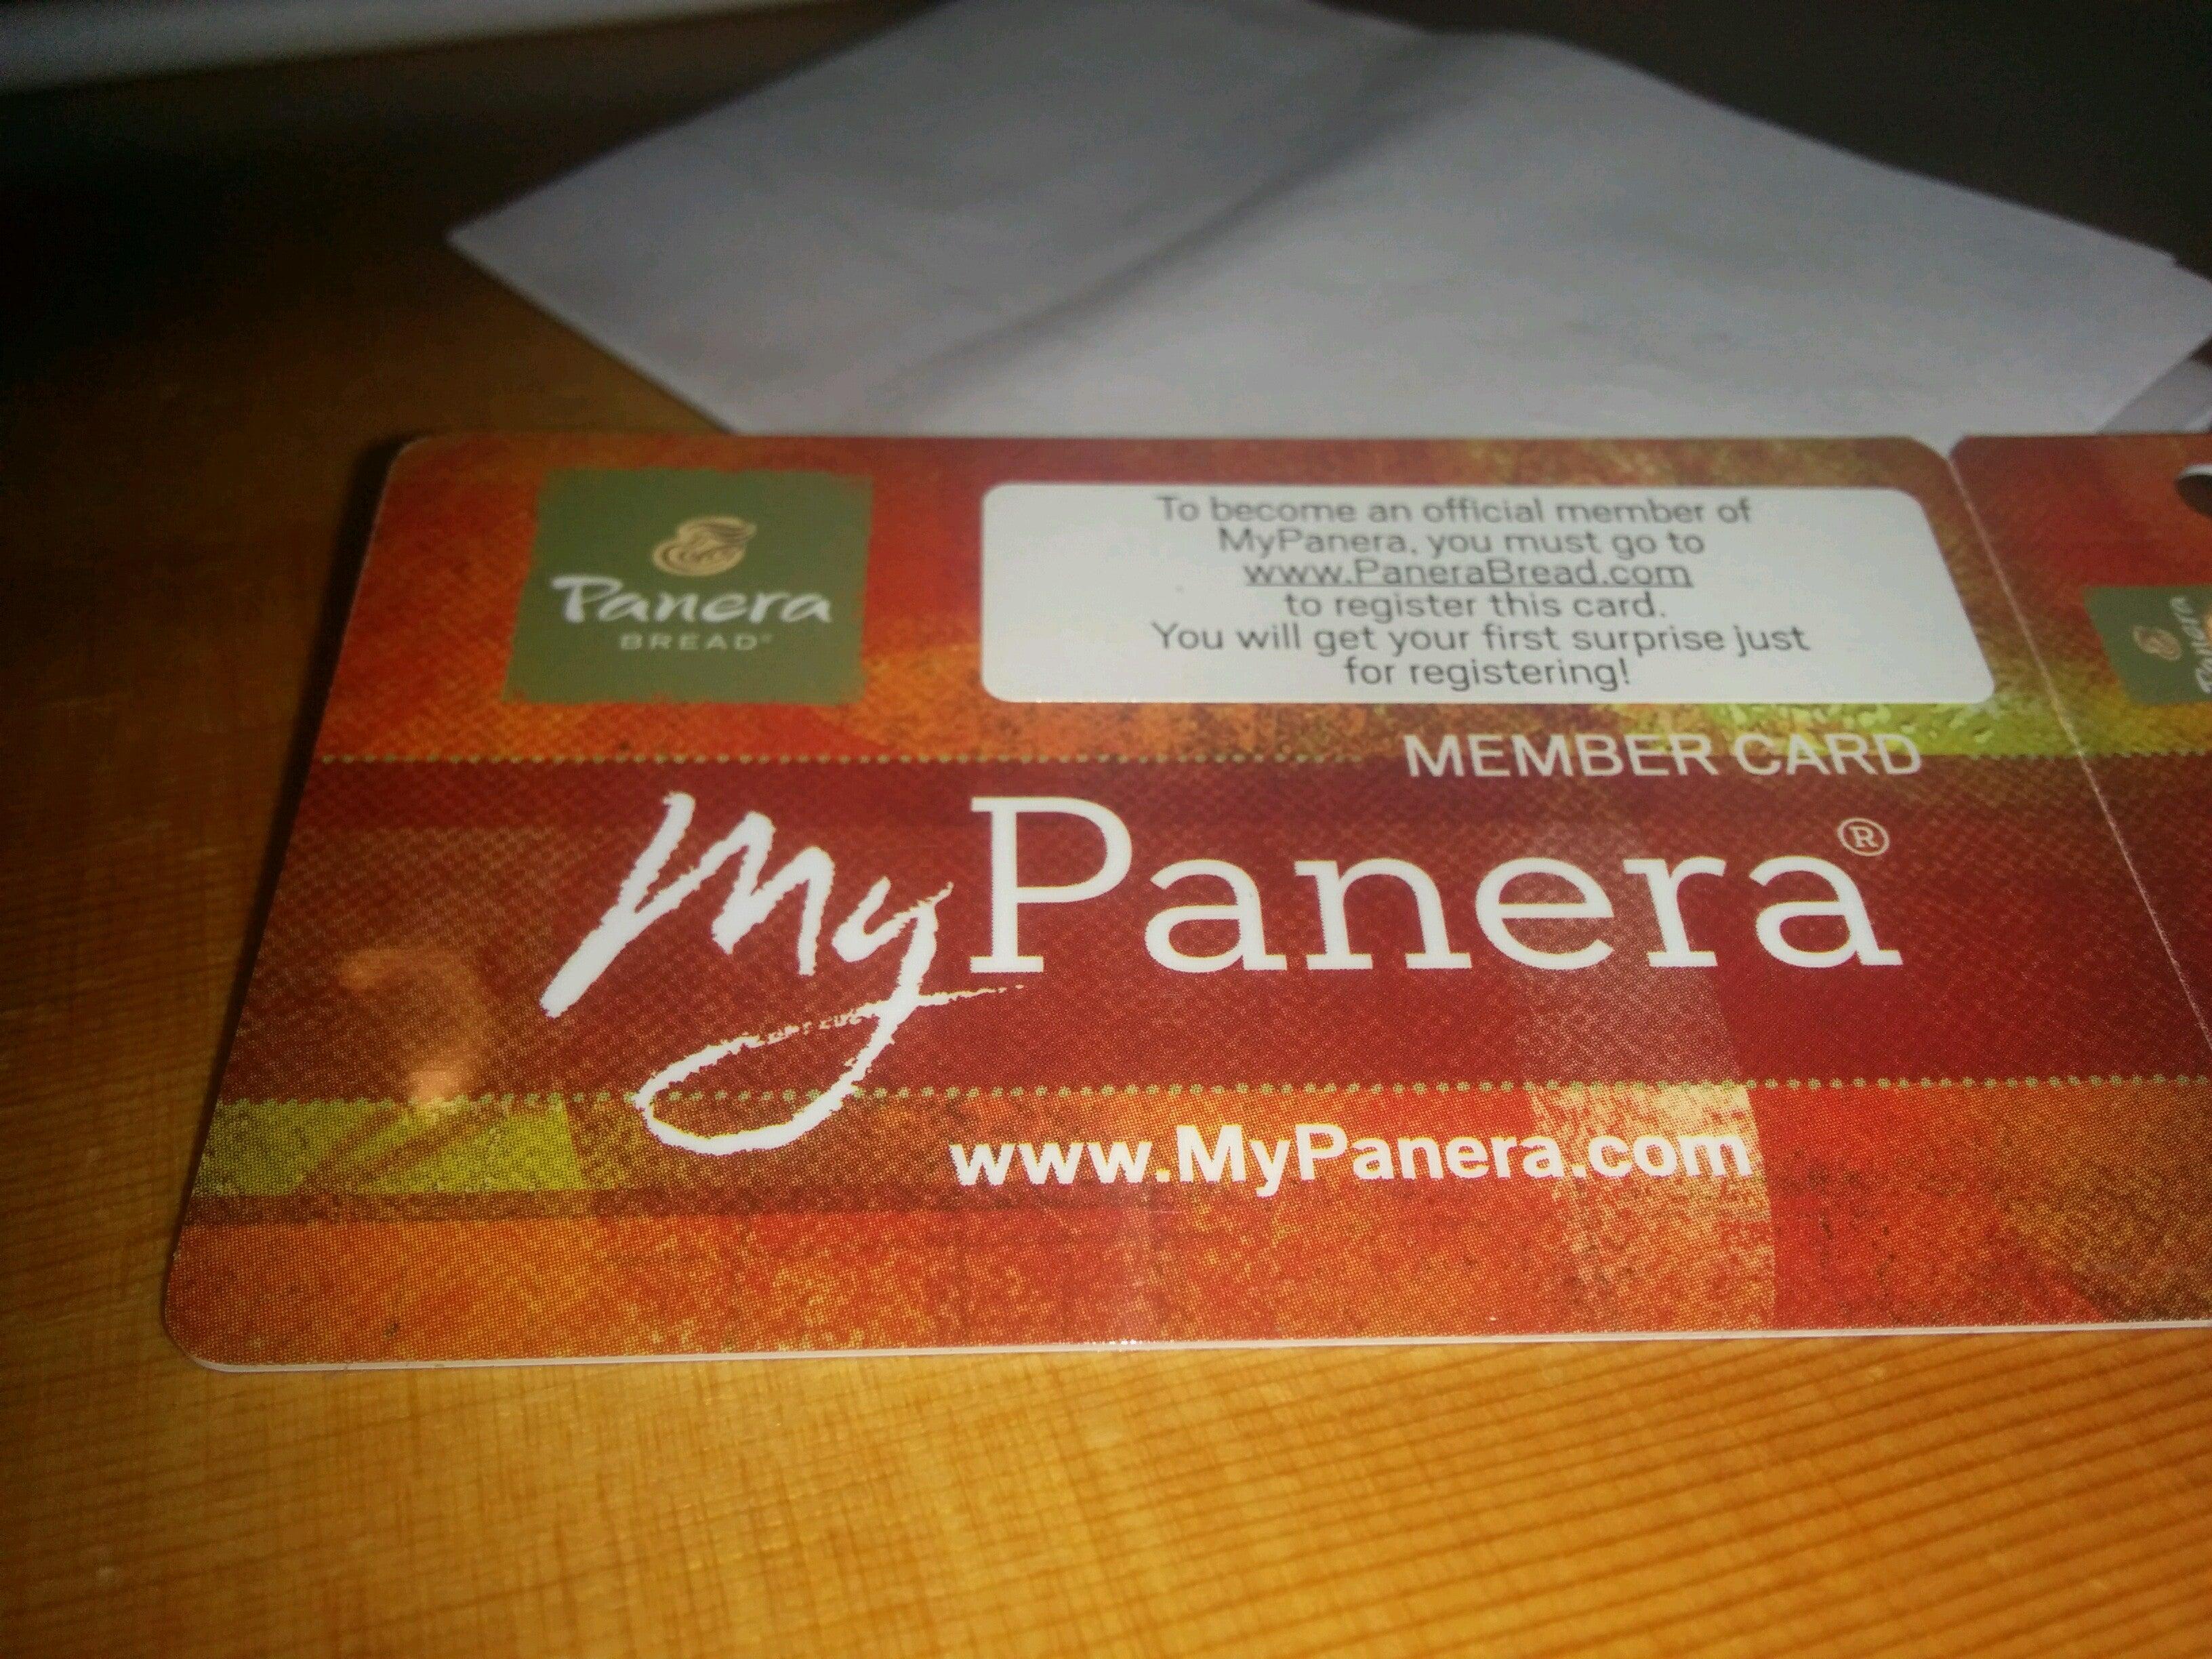 Panera
BREAD®
To become an official member of
MyPanera, you must go to
www.PaneraBread.com
to register this card.
You will get your first surprise just
for registering!
MEMBER CARD
MyPanera®
www.MyPanera.com
Panera